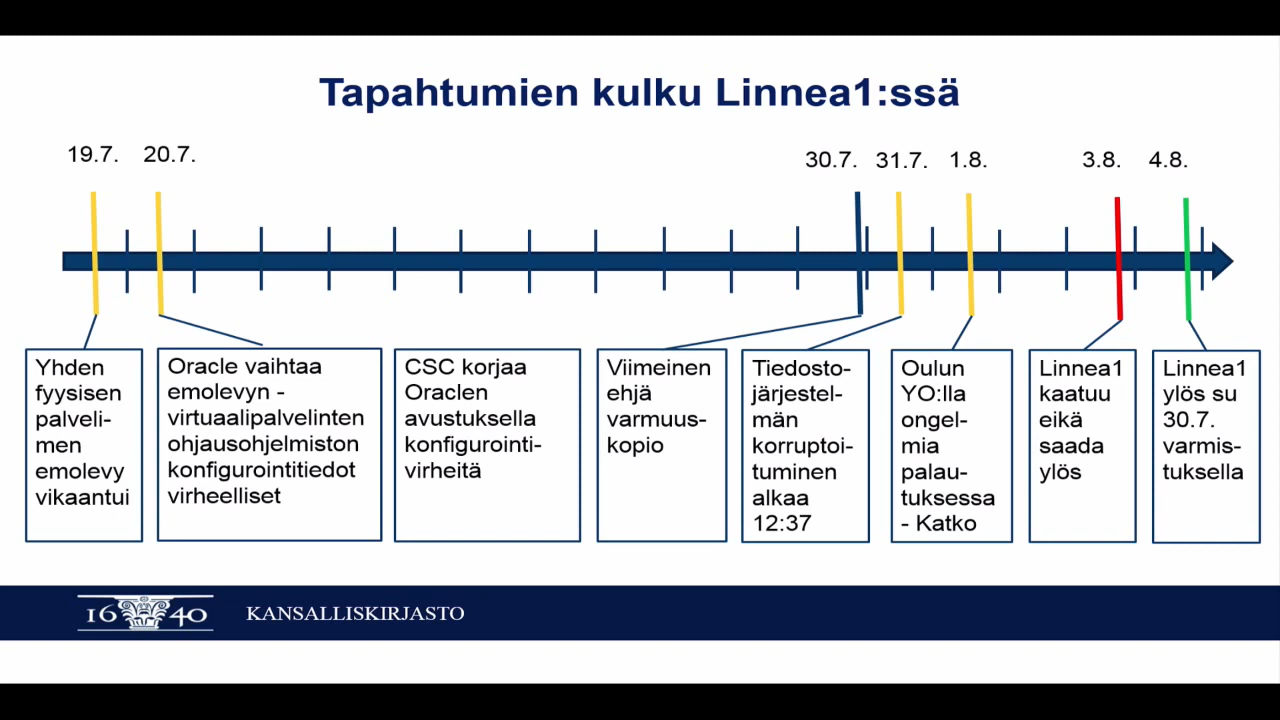 Tapahtumien kulku Linnea1:ssä
19.7. 20.7. 30.7. 31.7. 1.8. 3.8. 4.8.
Yhden
fyysisen
palveli-
men
emolevy
vikaantui
Oracle vaihtaa
emolevyn -
virtuaalipalvelinten
ohjausohjelmiston
konfigurointitiedot
virheelliset
CSC korjaa
Oraclen
avustuksella
konfigurointi-
virheitä
Viimeinen
ehjä
varmuus-
kopio
Tiedosto-
järjestel-
män
korruptoi-
tuminen
alkaa
12:37
Oulun
YO:lla
ongel-
mia
palau-
tuksessa
- Katko
Linnea1
kaatuu
eikä
saada
ylös
Linnea1
ylös su
30.7.
varmis-
tuksella
16 40 KANSALLISKIRJASTO